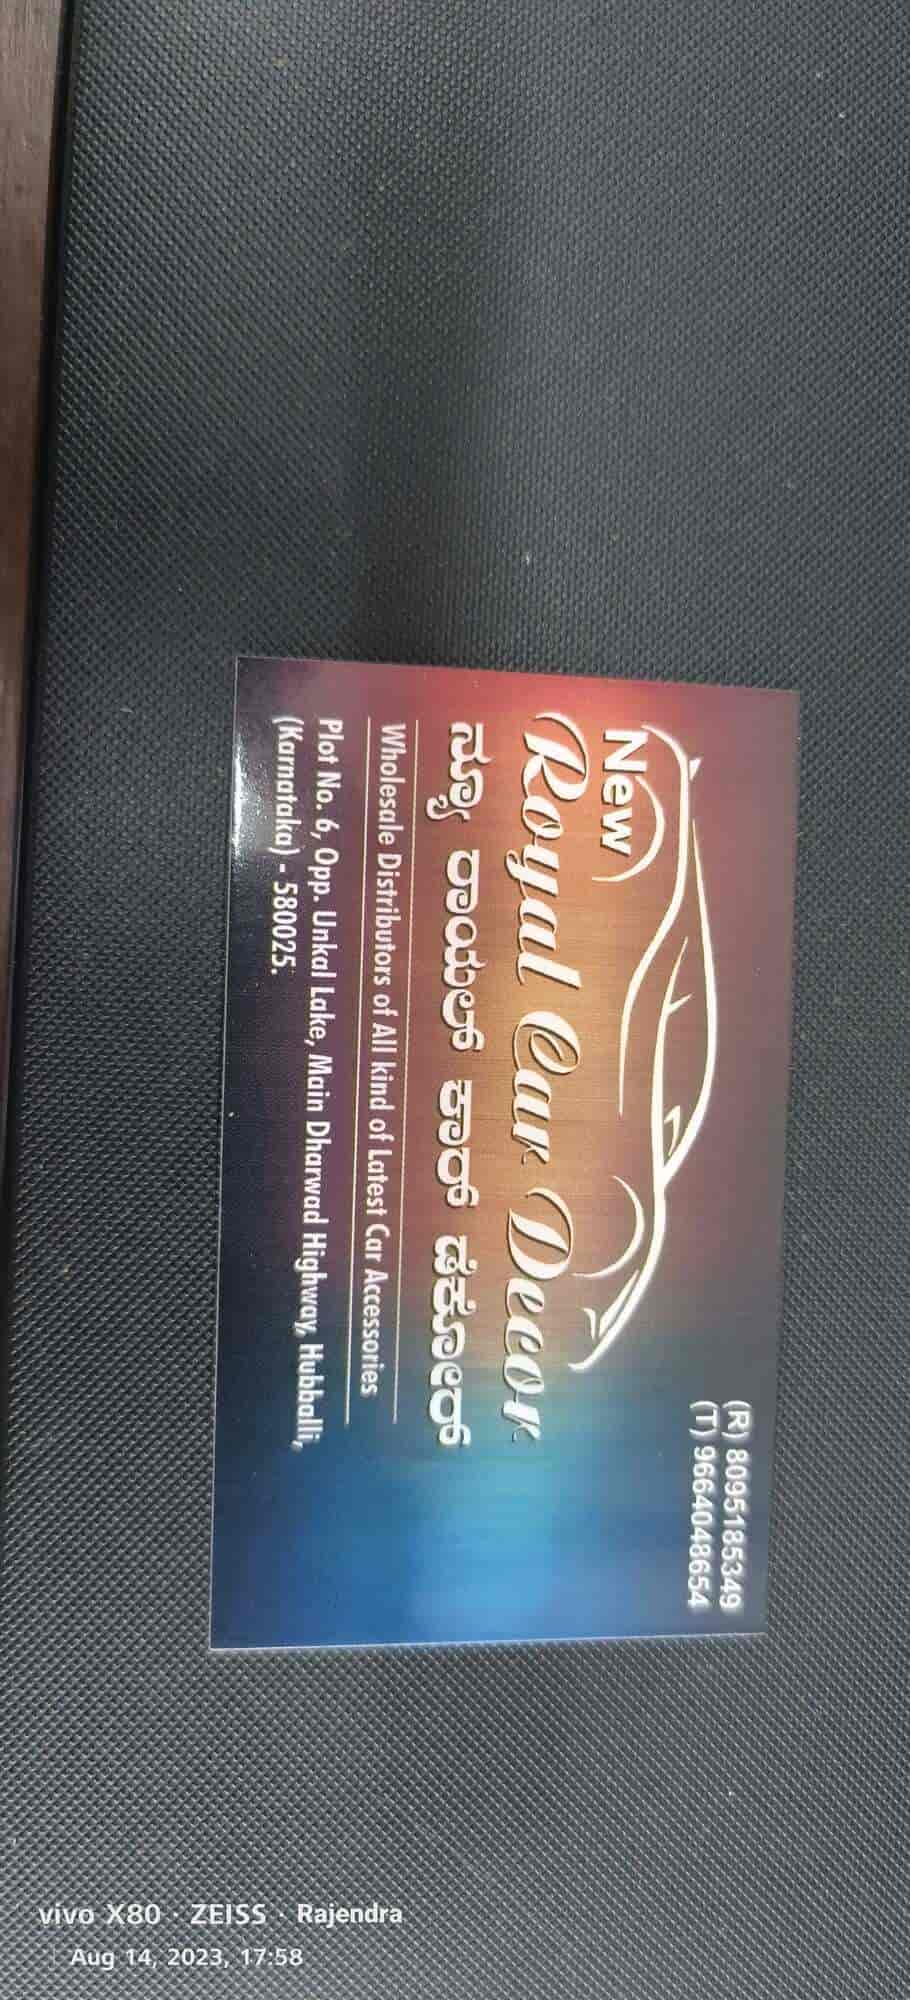 (R) 8095185349
(T) 9664048654
New
Royal Car Decor
ನ್ಯೂ ರಾಯಲ್ ಕಾರ್ ಡೆಕೋರ್
Wholesale Distributors of All kind of Latest Car Accessories
Plot No. 6, Opp. Unkal Lake, Main Dharwad Highway, Hubballi,
(Karnataka) - 580025.
vivo X80 · ZEISS · Rajendra
Aug 14, 2023, 17:58